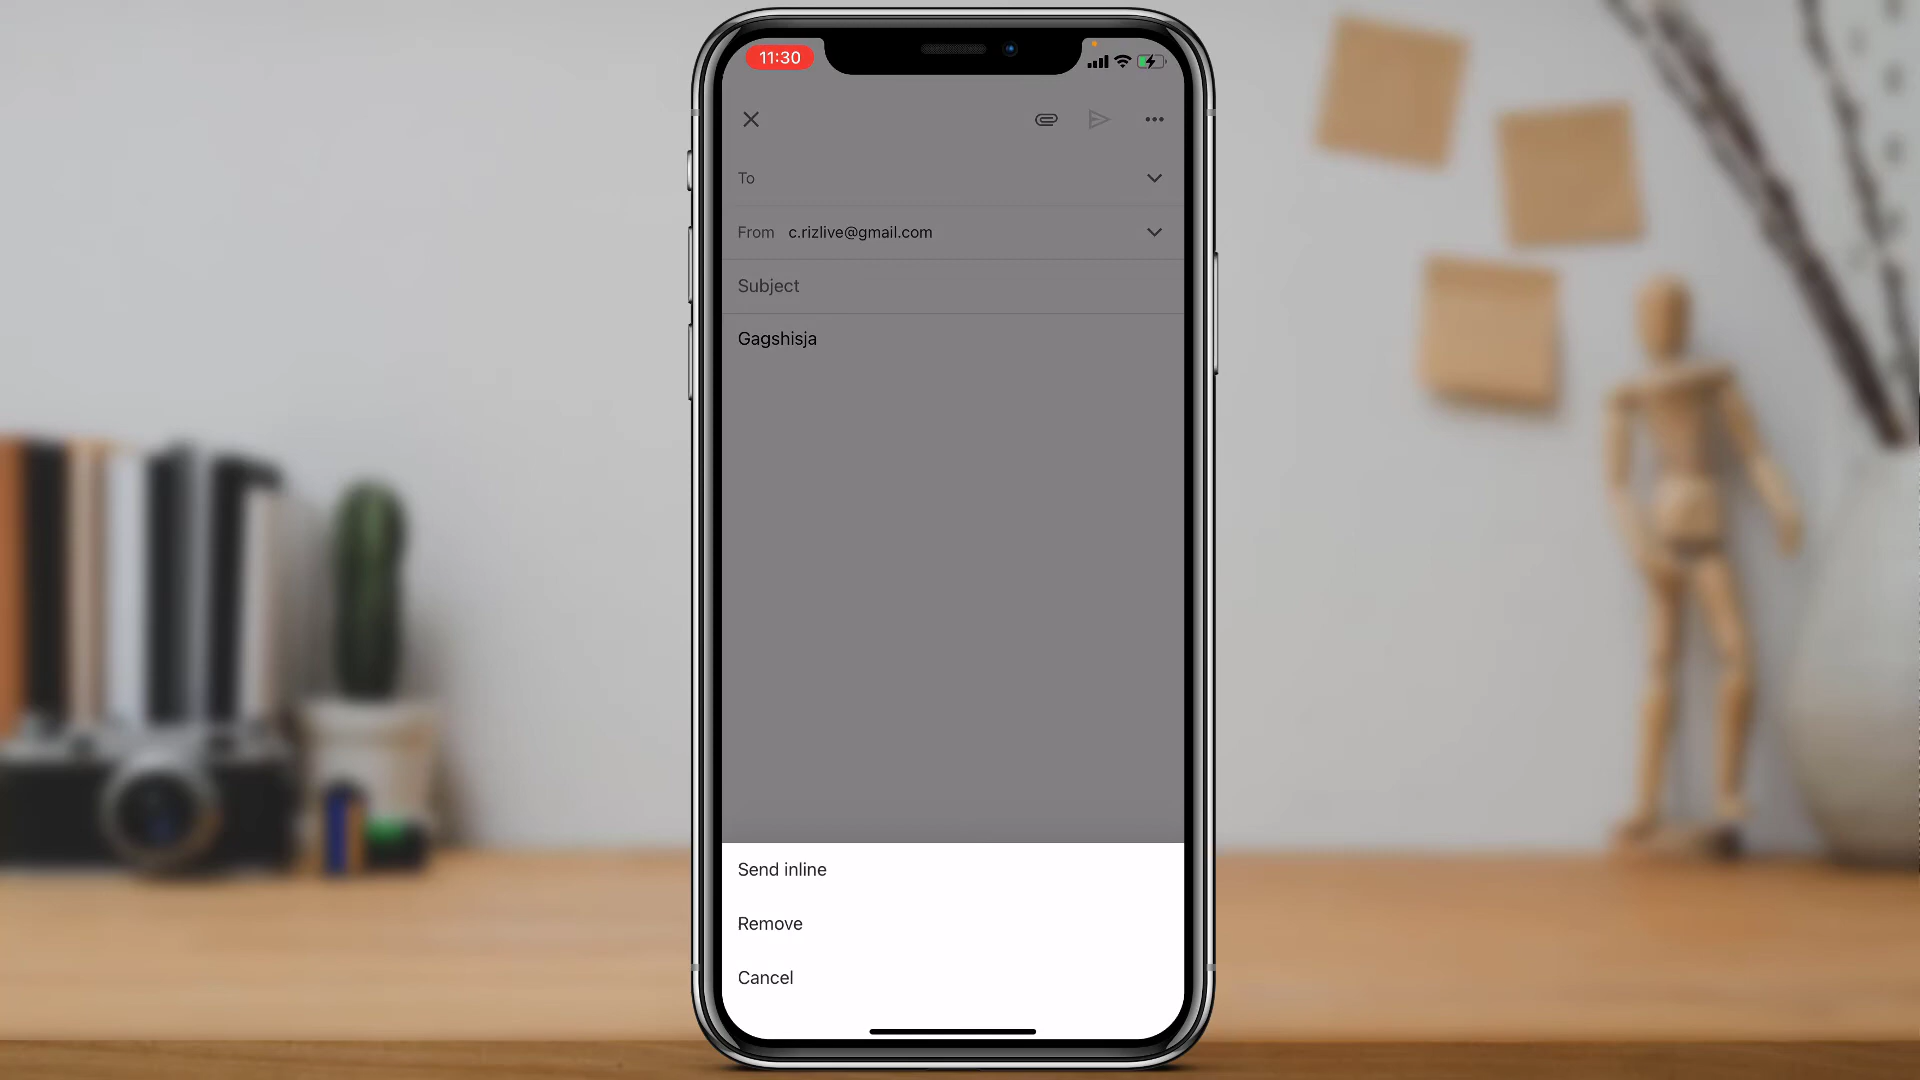 11:30
To
From c.rizlive@gmail.com
Subject
Gagshisja
Send inline
Remove
Cancel